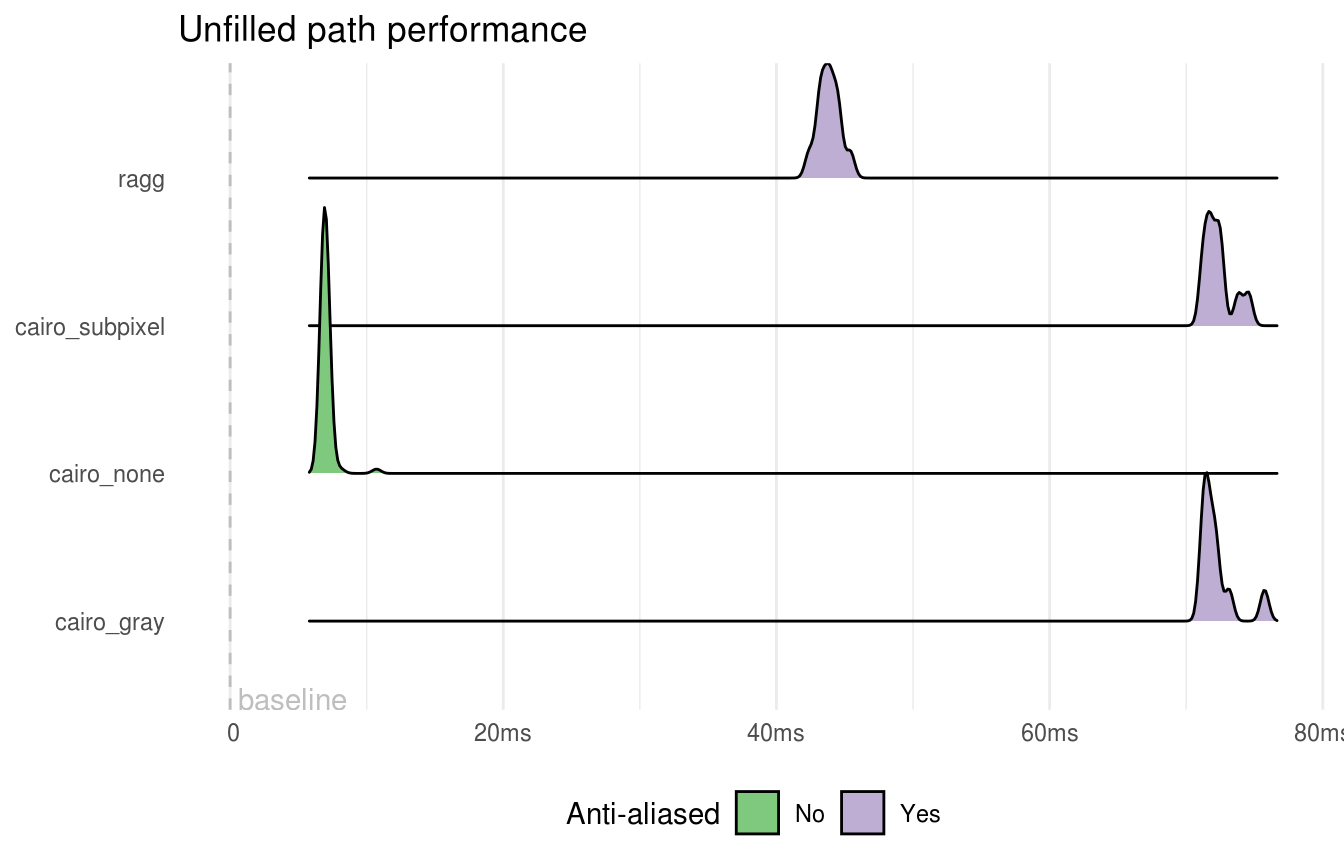 Unfilled path performance
ragg
cairo_subpixel
cairo_none
cairo_gray
baseline
0 20ms 40ms 60ms 80ms
Anti-aliased No Yes